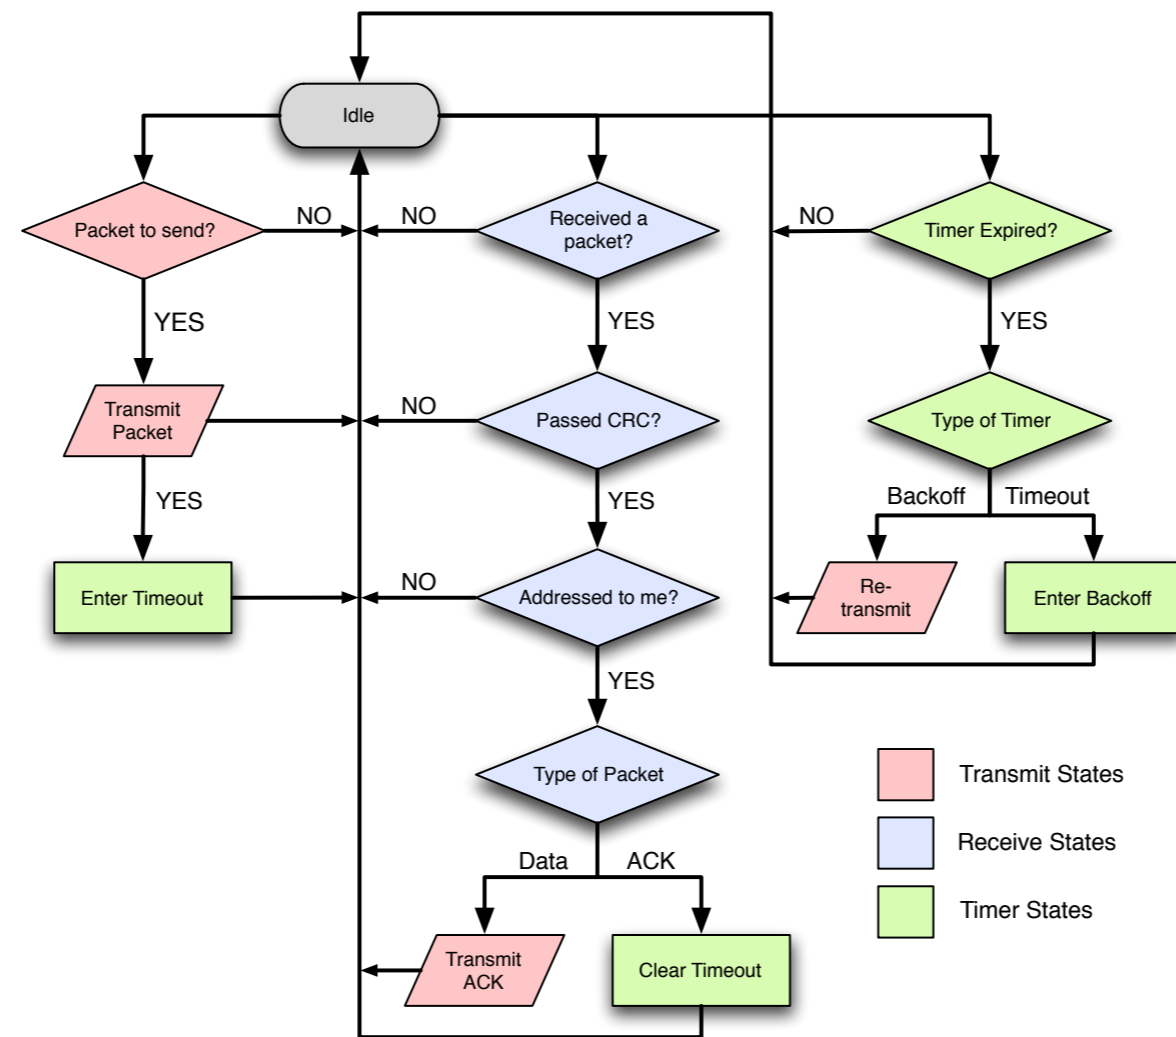 Idle
Packet to send?
NO
NO
Received a
packet?
NO
Timer Expired?
YES
YES
YES
Transmit
Packet
NO
Passed CRC?
Type of Timer
YES
YES
Backoff
Timeout
Enter Timeout
NO
Addressed to me?
Re-
transmit
Enter Backoff
YES
Type of Packet
Transmit States
Receive States
Timer States
Data
ACK
Transmit
ACK
Clear Timeout